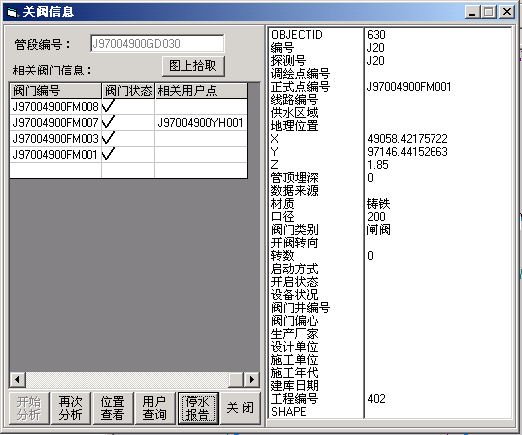 关阀信息
管段编号： J97004900GD030
相关阀门信息： 图上拾取
阀门编号 阀门状态 相关用户点
J97004900FM008
J97004900FM007 J97004900YH001
J97004900FM003
J97004900FM001
开始分析 再次分析 位置查看 用户查询 停水报告 关闭
OBJECTID 630
编号 J20
探测号 J20
调绘点编号
正式点编号 J97004900FM001
线路编号
供水区域
地理位置
X 49058.42175722
Y 97146.44152663
Z 1.85
管顶埋深 0
数据来源
材质 铸铁
口径 200
阀门类别 闸阀
开阀转向
转数 0
启动方式
开启状态
设备状况
阀门井编号
阀门偏心
生产厂家
设计单位
施工单位
施工年代
建库日期
工程编号 402
SHAPE